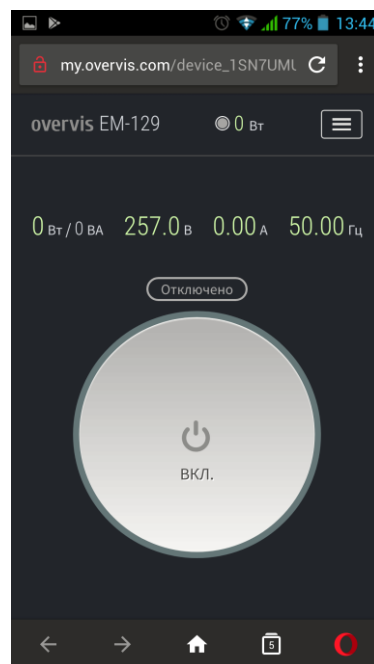 77% 13:44
my.overvis.com/device_1SN7UMU
overvis EM-129 0 Вт
0 Вт / 0 ВА 257.0 В 0.00 А 50.00 Гц
Отключено
ВКЛ.
5